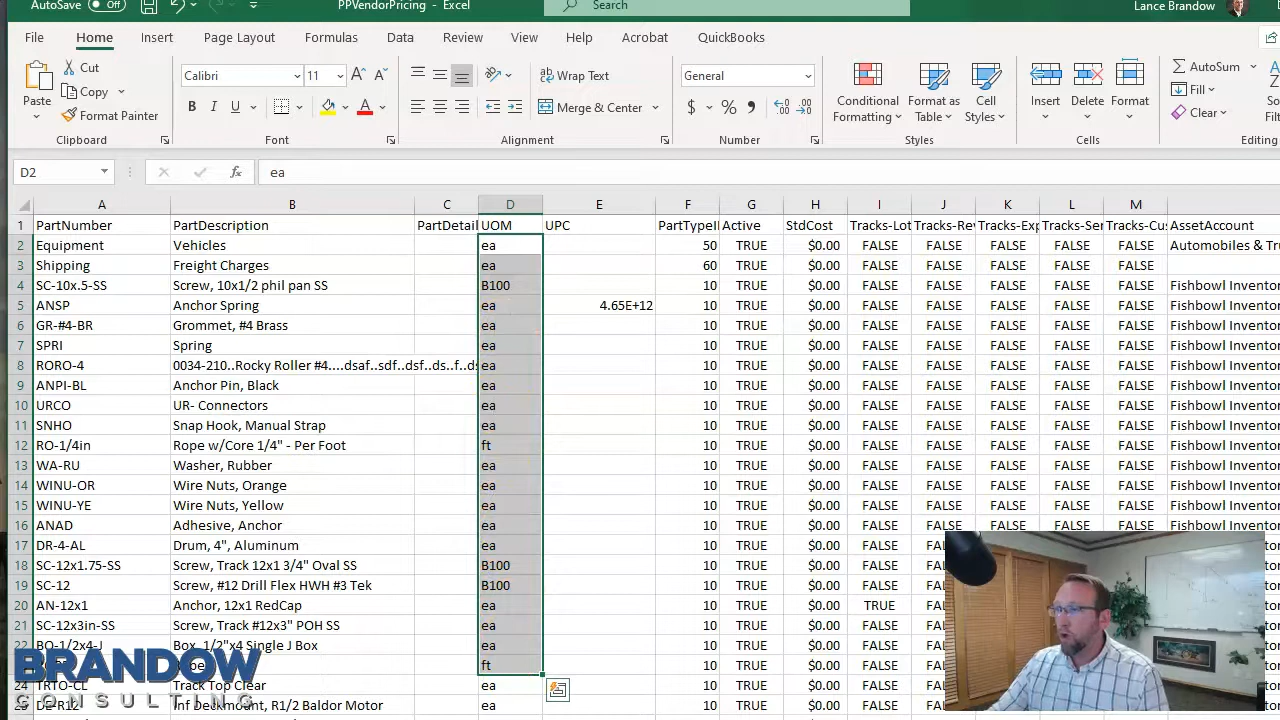 AutoSave Off PPVendorPricing - Excel Search Lance Brandow
File Home Insert Page Layout Formulas Data Review View Help Acrobat QuickBooks
Paste Cut Copy Format Painter Calibri 11 A A B I U A ab Wrap Text Merge & Center General $ % Conditional Formatting Format as Table Cell Styles Insert Delete Format AutoSum Fill Clear
Clipboard Font Alignment Number Styles Cells Editing
D2 fx ea
A B C D E F G H I J K L M
1 PartNumber PartDescription PartDetail UOM UPC PartTypeI Active StdCost Tracks-Lot Tracks-Rev Tracks-Exp Tracks-Ser Tracks-Cus AssetAccount
2 Equipment Vehicles ea 50 TRUE $0.00 FALSE FALSE FALSE FALSE FALSE Automobiles & Tr
3 Shipping Freight Charges ea 60 TRUE $0.00 FALSE FALSE FALSE FALSE FALSE
4 SC-10x.5-SS Screw, 10x1/2 phil pan SS B100 10 TRUE $0.00 FALSE FALSE FALSE FALSE FALSE Fishbowl Inventor
5 ANSP Anchor Spring ea 4.65E+12 10 TRUE $0.00 FALSE FALSE FALSE FALSE FALSE Fishbowl Inventor
6 GR-#4-BR Grommet, #4 Brass ea 10 TRUE $0.00 FALSE FALSE FALSE FALSE FALSE Fishbowl Inventor
7 SPRI Spring ea 10 TRUE $0.00 FALSE FALSE FALSE FALSE FALSE Fishbowl Inventor
8 RORO-4 0034-210..Rocky Roller #4....dsaf..sdf..dsf..ds..f..ds ea 10 TRUE $0.00 FALSE FALSE FALSE FALSE FALSE Fishbowl Inventor
9 ANPI-BL Anchor Pin, Black ea 10 TRUE $0.00 FALSE FALSE FALSE FALSE FALSE Fishbowl Inventor
10 URCO UR- Connectors ea 10 TRUE $0.00 FALSE FALSE FALSE FALSE FALSE Fishbowl Inventor
11 SNHO Snap Hook, Manual Strap ea 10 TRUE $0.00 FALSE FALSE FALSE FALSE FALSE Fishbowl Inventor
12 RO-1/4in Rope w/Core 1/4" - Per Foot ft 10 TRUE $0.00 FALSE FALSE FALSE FALSE FALSE Fishbowl Inventor
13 WA-RU Washer, Rubber ea 10 TRUE $0.00 FALSE FALSE FALSE FALSE FALSE Fishbowl Inventor
14 WINU-OR Wire Nuts, Orange ea 10 TRUE $0.00 FALSE FALSE FALSE FALSE FALSE Fishbowl Inventor
15 WINU-YE Wire Nuts, Yellow ea 10 TRUE $0.00 FALSE FALSE FALSE FALSE FALSE Fishbowl Inventor
16 ANAD Adhesive, Anchor ea 10 TRUE $0.00 FALSE FALSE FALSE FALSE FALSE Fishbowl Inventor
17 DR-4-AL Drum, 4", Aluminum ea 10 TRUE $0.00 FALSE
18 SC-12x1.75-SS Screw, Track 12x1 3/4" Oval SS B100 10 TRUE $0.00 FALSE
19 SC-12 Screw, #12 Drill Flex HWH #3 Tek B100 10 TRUE $0.00 FALSE
20 AN-12x1 Anchor, 12x1 RedCap ea 10 TRUE $0.00 TRUE
21 SC-12x3in-SS Screw, Track #12x3" POH SS ea 10 TRUE $0.00 FALSE
ea 10 TRUE $0.00 FALSE
ft 10 TRUE $0.00 FALSE
BRANDOW
24 Track Top Clear ea 10 TRUE $0.00 FALSE
CONSULTING
R1/2 Baldor Motor ea 10 TRUE $0.00 FALSE